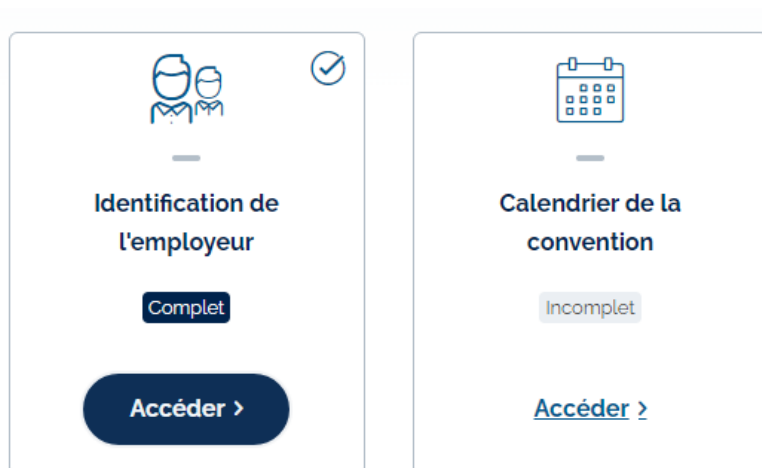 Identification de
l'employeur
Complet
Accéder >
Calendrier de la
convention
Incomplet
Accéder >